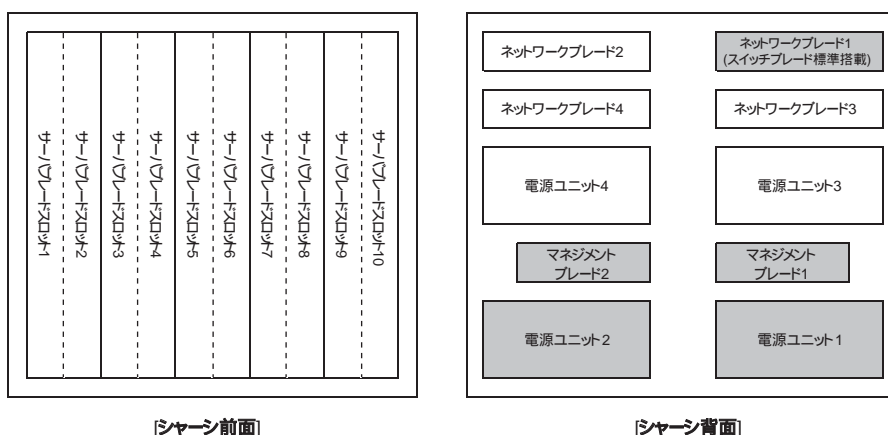 サーバブレードスロット1
サーバブレードスロット2
サーバブレードスロット3
サーバブレードスロット4
サーバブレードスロット5
サーバブレードスロット6
サーバブレードスロット7
サーバブレードスロット8
サーバブレードスロット9
サーバブレードスロット10
[シャーシ前面]
ネットワークブレード2
ネットワークブレード1
(スイッチブレード標準搭載)
ネットワークブレード4
ネットワークブレード3
電源ユニット4
電源ユニット3
マネジメント
ブレード2
マネジメント
ブレード1
電源ユニット2
電源ユニット1
[シャーシ背面]